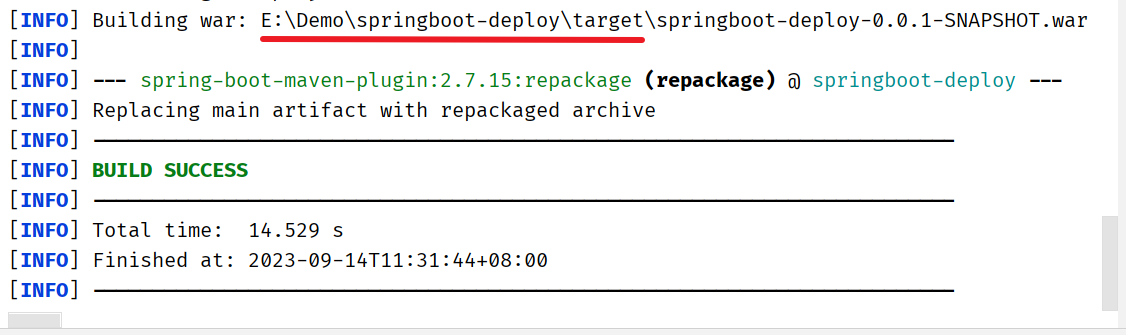 [INFO] Building war: E:\Demo\springboot-deploy\target\springboot-deploy-0.0.1-SNAPSHOT.war
[INFO]
[INFO] --- spring-boot-maven-plugin:2.7.15:repackage (repackage) @ springboot-deploy ---
[INFO] Replacing main artifact with repackaged archive
[INFO] ------------------------------------------------------------------------
[INFO] BUILD SUCCESS
[INFO] ------------------------------------------------------------------------
[INFO] Total time:  14.529 s
[INFO] Finished at: 2023-09-14T11:31:44+08:00
[INFO] ------------------------------------------------------------------------